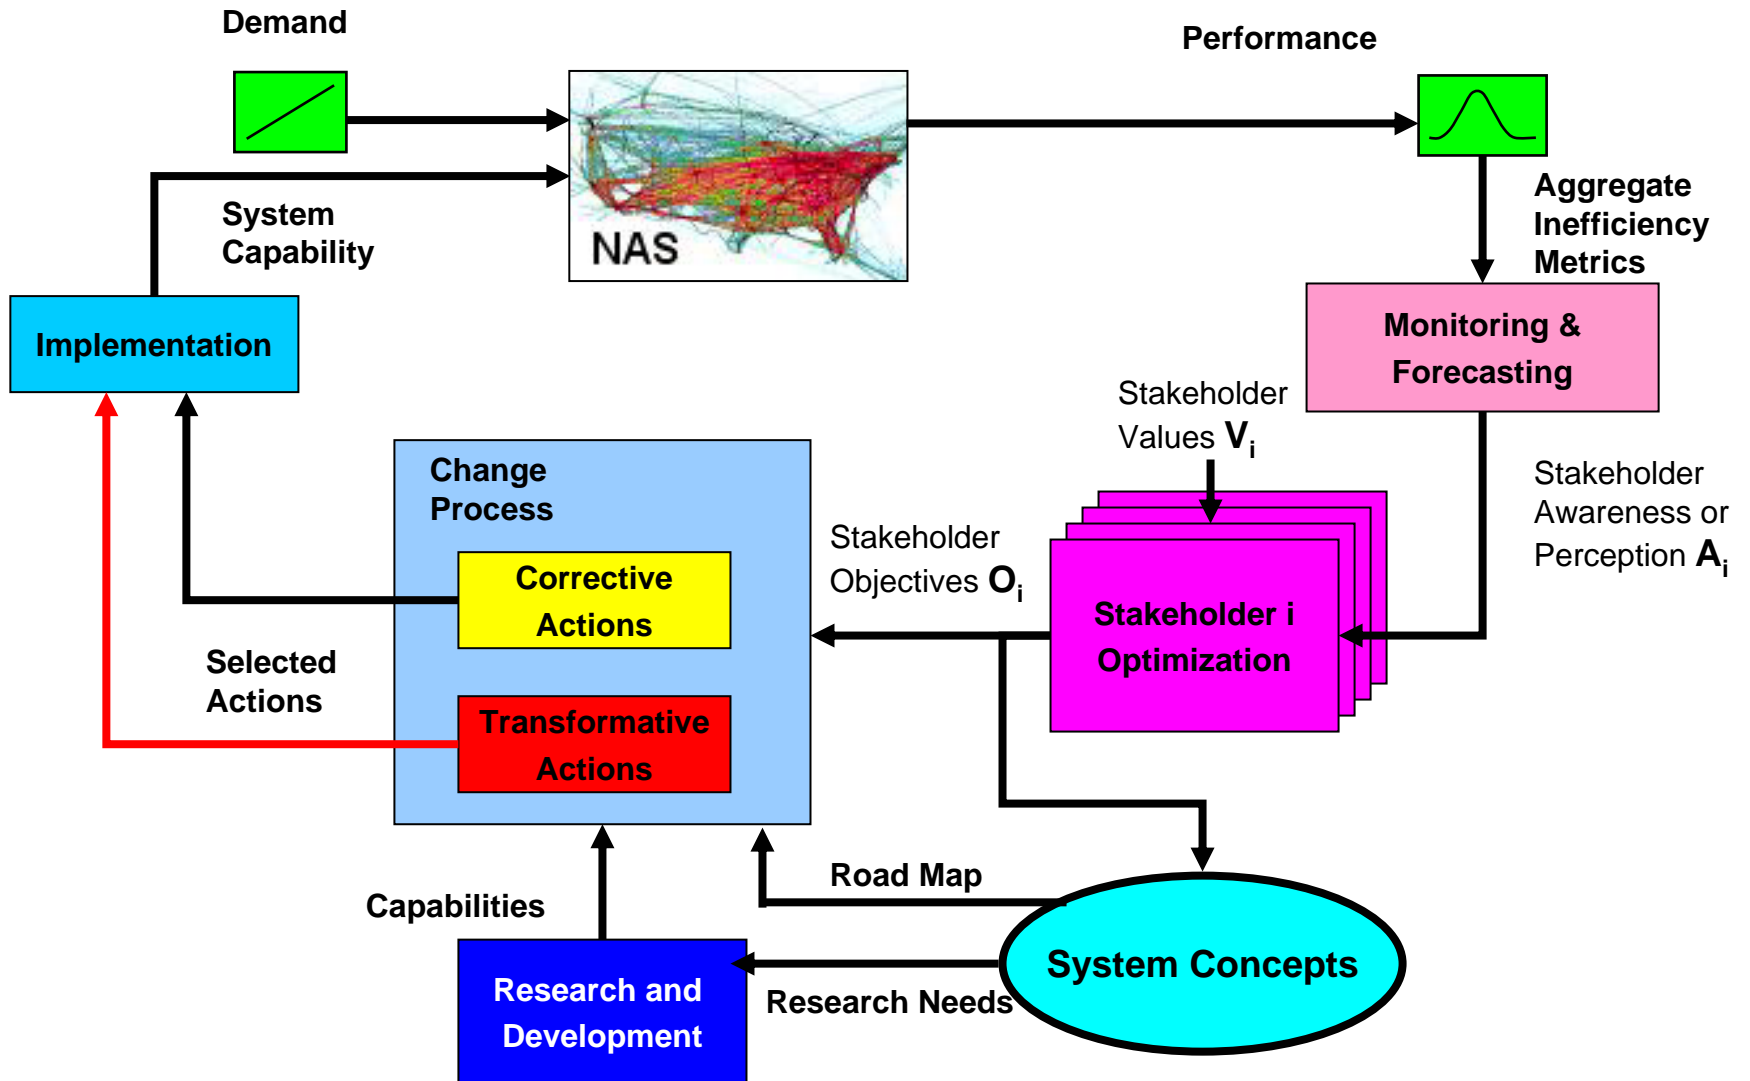 Demand
Performance
System
Capability
NAS
Aggregate
Inefficiency
Metrics
Implementation
Monitoring &
Forecasting
Stakeholder
Values Vi
Stakeholder
Awareness or
Perception Ai
Change
Process
Stakeholder
Objectives Oi
Corrective
Actions
Stakeholder i
Optimization
Selected
Actions
Transformative
Actions
Road Map
Capabilities
System Concepts
Research and
Development
Research Needs